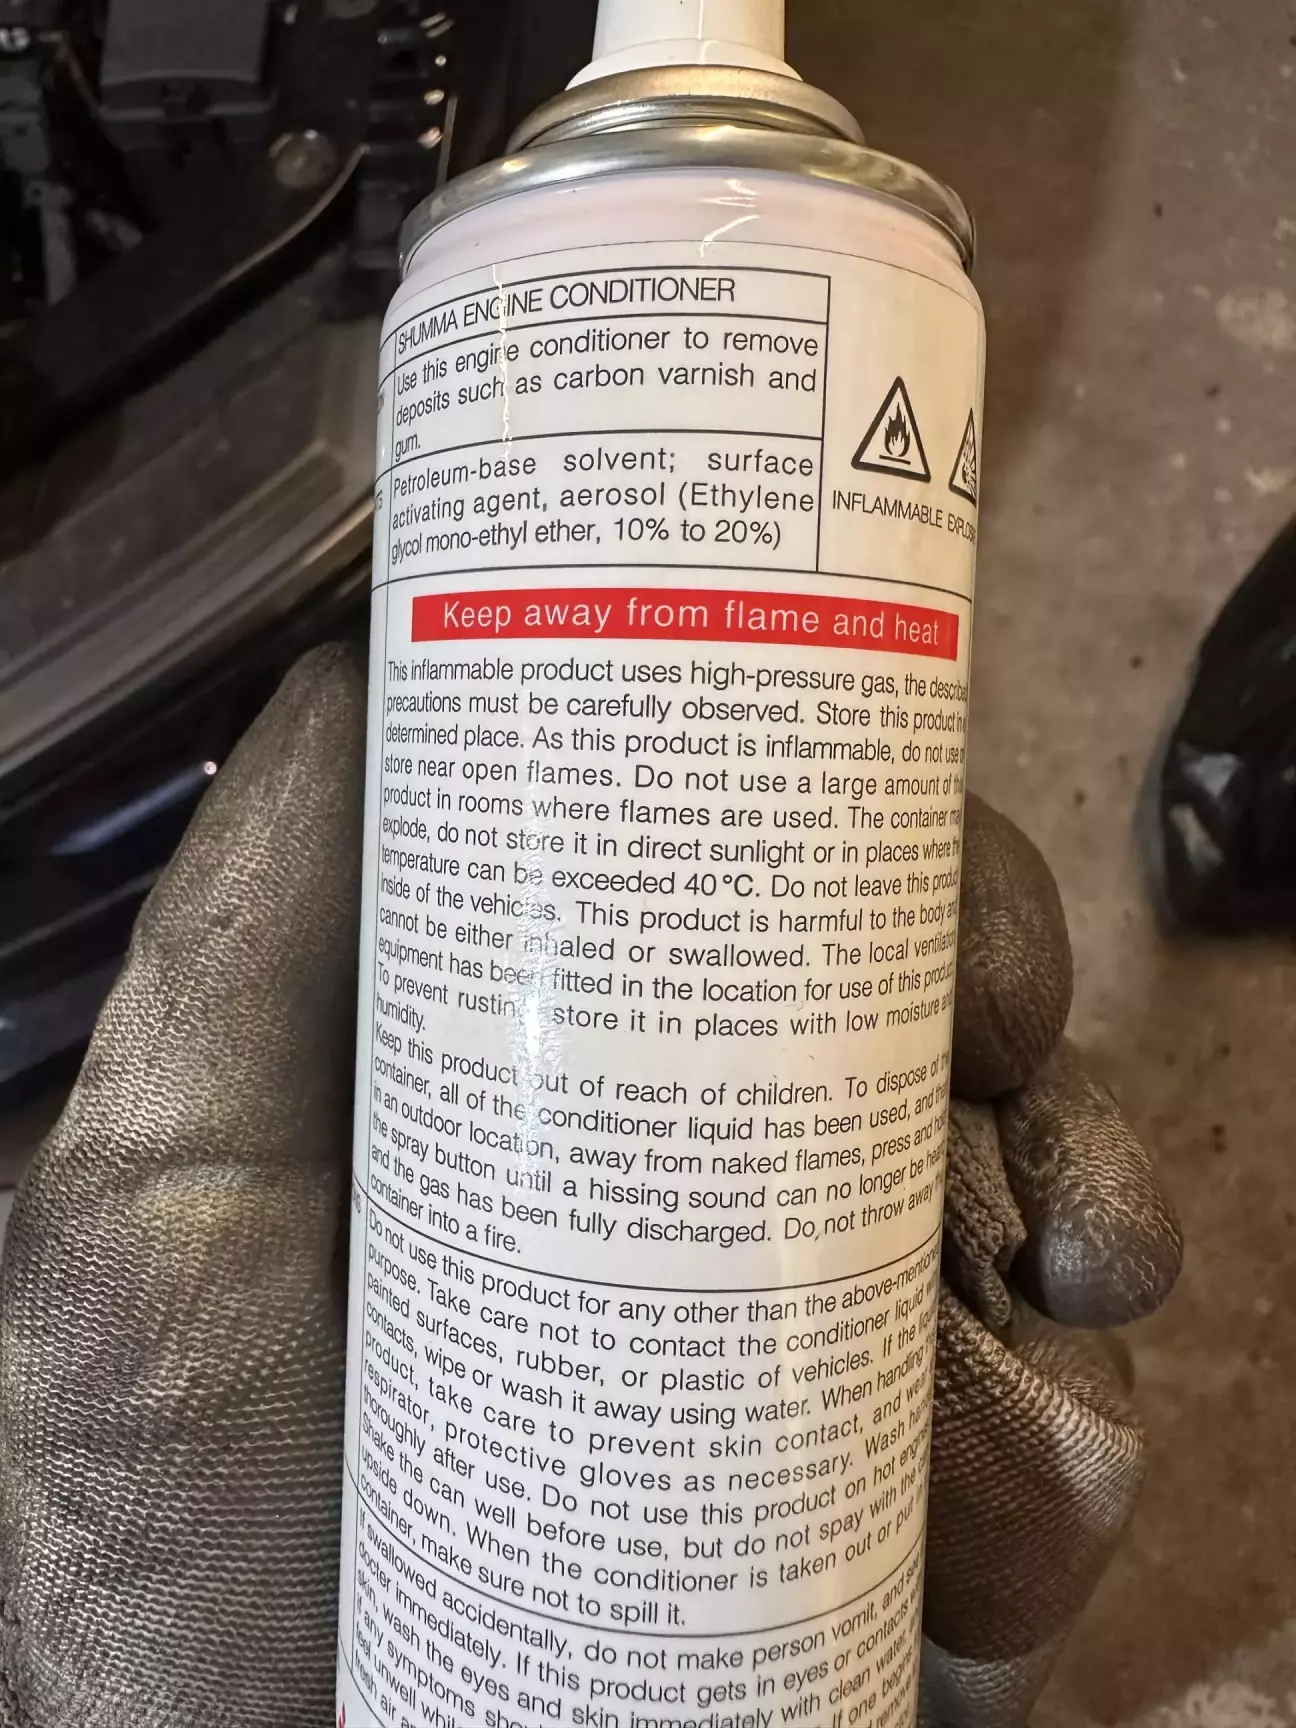 SHUMMA ENGINE CONDITIONER
Use this engine conditioner to remove
deposits such as carbon varnish and
gum.
Petroleum-base solvent; surface
activating agent, aerosol (Ethylene
glycol mono-ethyl ether, 10% to 20%)
INFLAMMABLE
Keep away from flame and heat
This inflammable product uses high-pressure gas, the
precautions must be carefully observed. Store this product
determined place. As this product is inflammable, do not use
store near open flames. Do not use a large amount of
product in rooms where flames are used. The container
explode, do not store it in direct sunlight or in places where
temperature can be exceeded 40°C. Do not leave this
inside of the vehicles. This product is harmful to the body
cannot be either inhaled or swallowed. The local
equipment has been fitted in the location for use of this
To prevent rusting store it in places with low moisture
humidity.
Keep this product out of reach of children. To dispose of
container, all of the conditioner liquid has been used, and
in an outdoor location, away from naked flames, press and
the spray button until a hissing sound can no longer be
and the gas has been fully discharged. Do not throw away
container into a fire.
Do not use this product for any other than the
purpose. Take care not to contact the conditioner liquid
painted surfaces, rubber, or plastic of vehicles. If the
contacts, wipe or wash it away using water. When handling
product, take care to prevent skin contact, and
respirator, protective gloves as necessary. Wash
thoroughly after use. Do not use this product on hot
Shake the can well before use, but do not spay with the
upside down. When the conditioner is taken out or put
container, make sure not to spill it.
If swallowed accidentally, do not make person vomit, and
docter immediately. If this product gets in eyes or contacts
skin, wash the eyes and skin immediately with clean water,
if any symptoms If one
feel unwell
fresh air